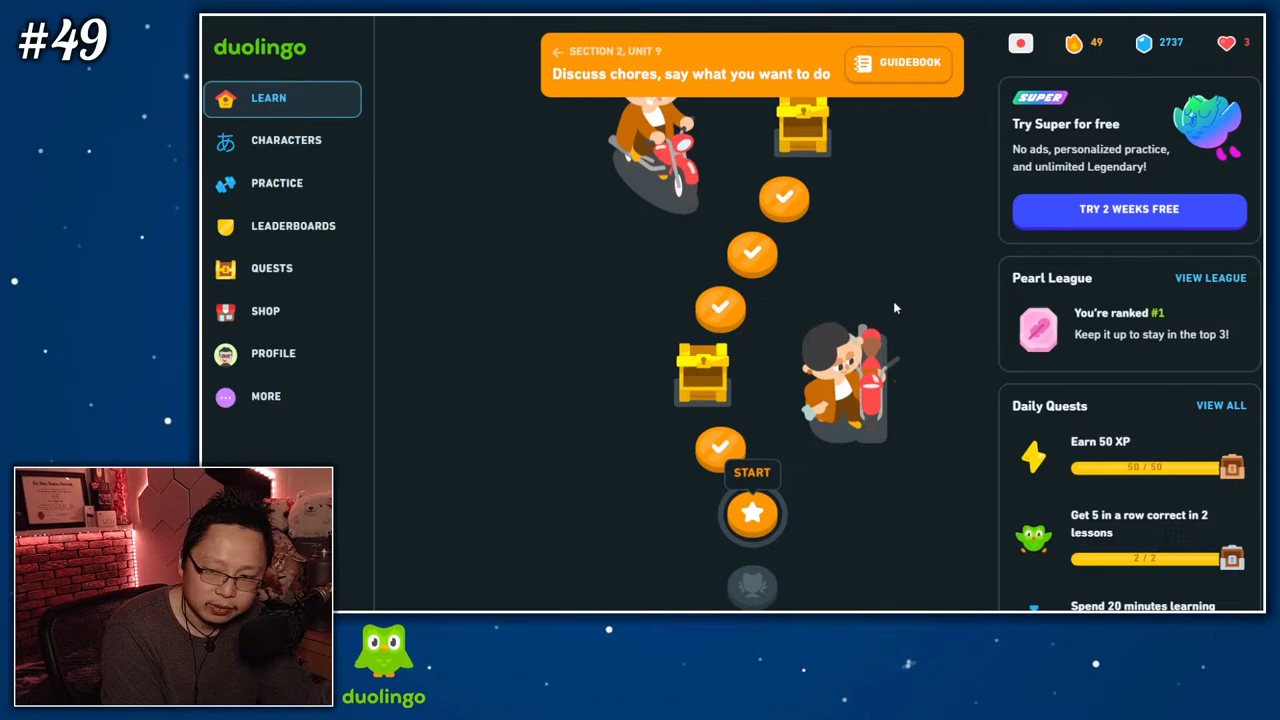 #49
duolingo
LEARN
あ CHARACTERS
PRACTICE
LEADERBOARDS
QUESTS
SHOP
PROFILE
MORE
← SECTION 2, UNIT 9
Discuss chores, say what you want to do
GUIDEBOOK
START
49
2737
3
SUPER
Try Super for free
No ads, personalized practice,
and unlimited Legendary!
TRY 2 WEEKS FREE
Pearl League
VIEW LEAGUE
You're ranked #1
Keep it up to stay in the top 3!
Daily Quests
VIEW ALL
Earn 50 XP
50 / 50
Get 5 in a row correct in 2
lessons
2 / 2
Spend 20 minutes learning
duolingo